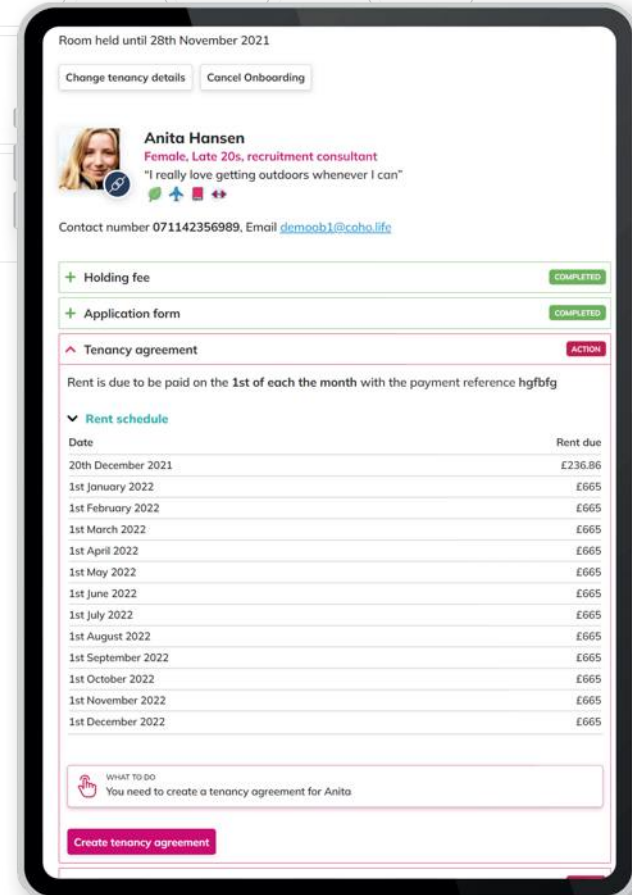 Room held until 28th November 2021
Change tenancy details Cancel Onboarding
Anita Hansen
Female, Late 20s, recruitment consultant
“I really love getting outdoors whenever I can”
Contact number 071142356989, Email demoob1@coho.life
+ Holding fee COMPLETED
+ Application form COMPLETED
Tenancy agreement ACTION
Rent is due to be paid on the 1st of each the month with the payment reference hgfbfg
Rent schedule
Date Rent due
20th December 2021 £236.86
1st January 2022 £665
1st February 2022 £665
1st March 2022 £665
1st April 2022 £665
1st May 2022 £665
1st June 2022 £665
1st July 2022 £665
1st August 2022 £665
1st September 2022 £665
1st October 2022 £665
1st November 2022 £665
1st December 2022 £665
WHAT TO DO
You need to create a tenancy agreement for Anita
Create tenancy agreement